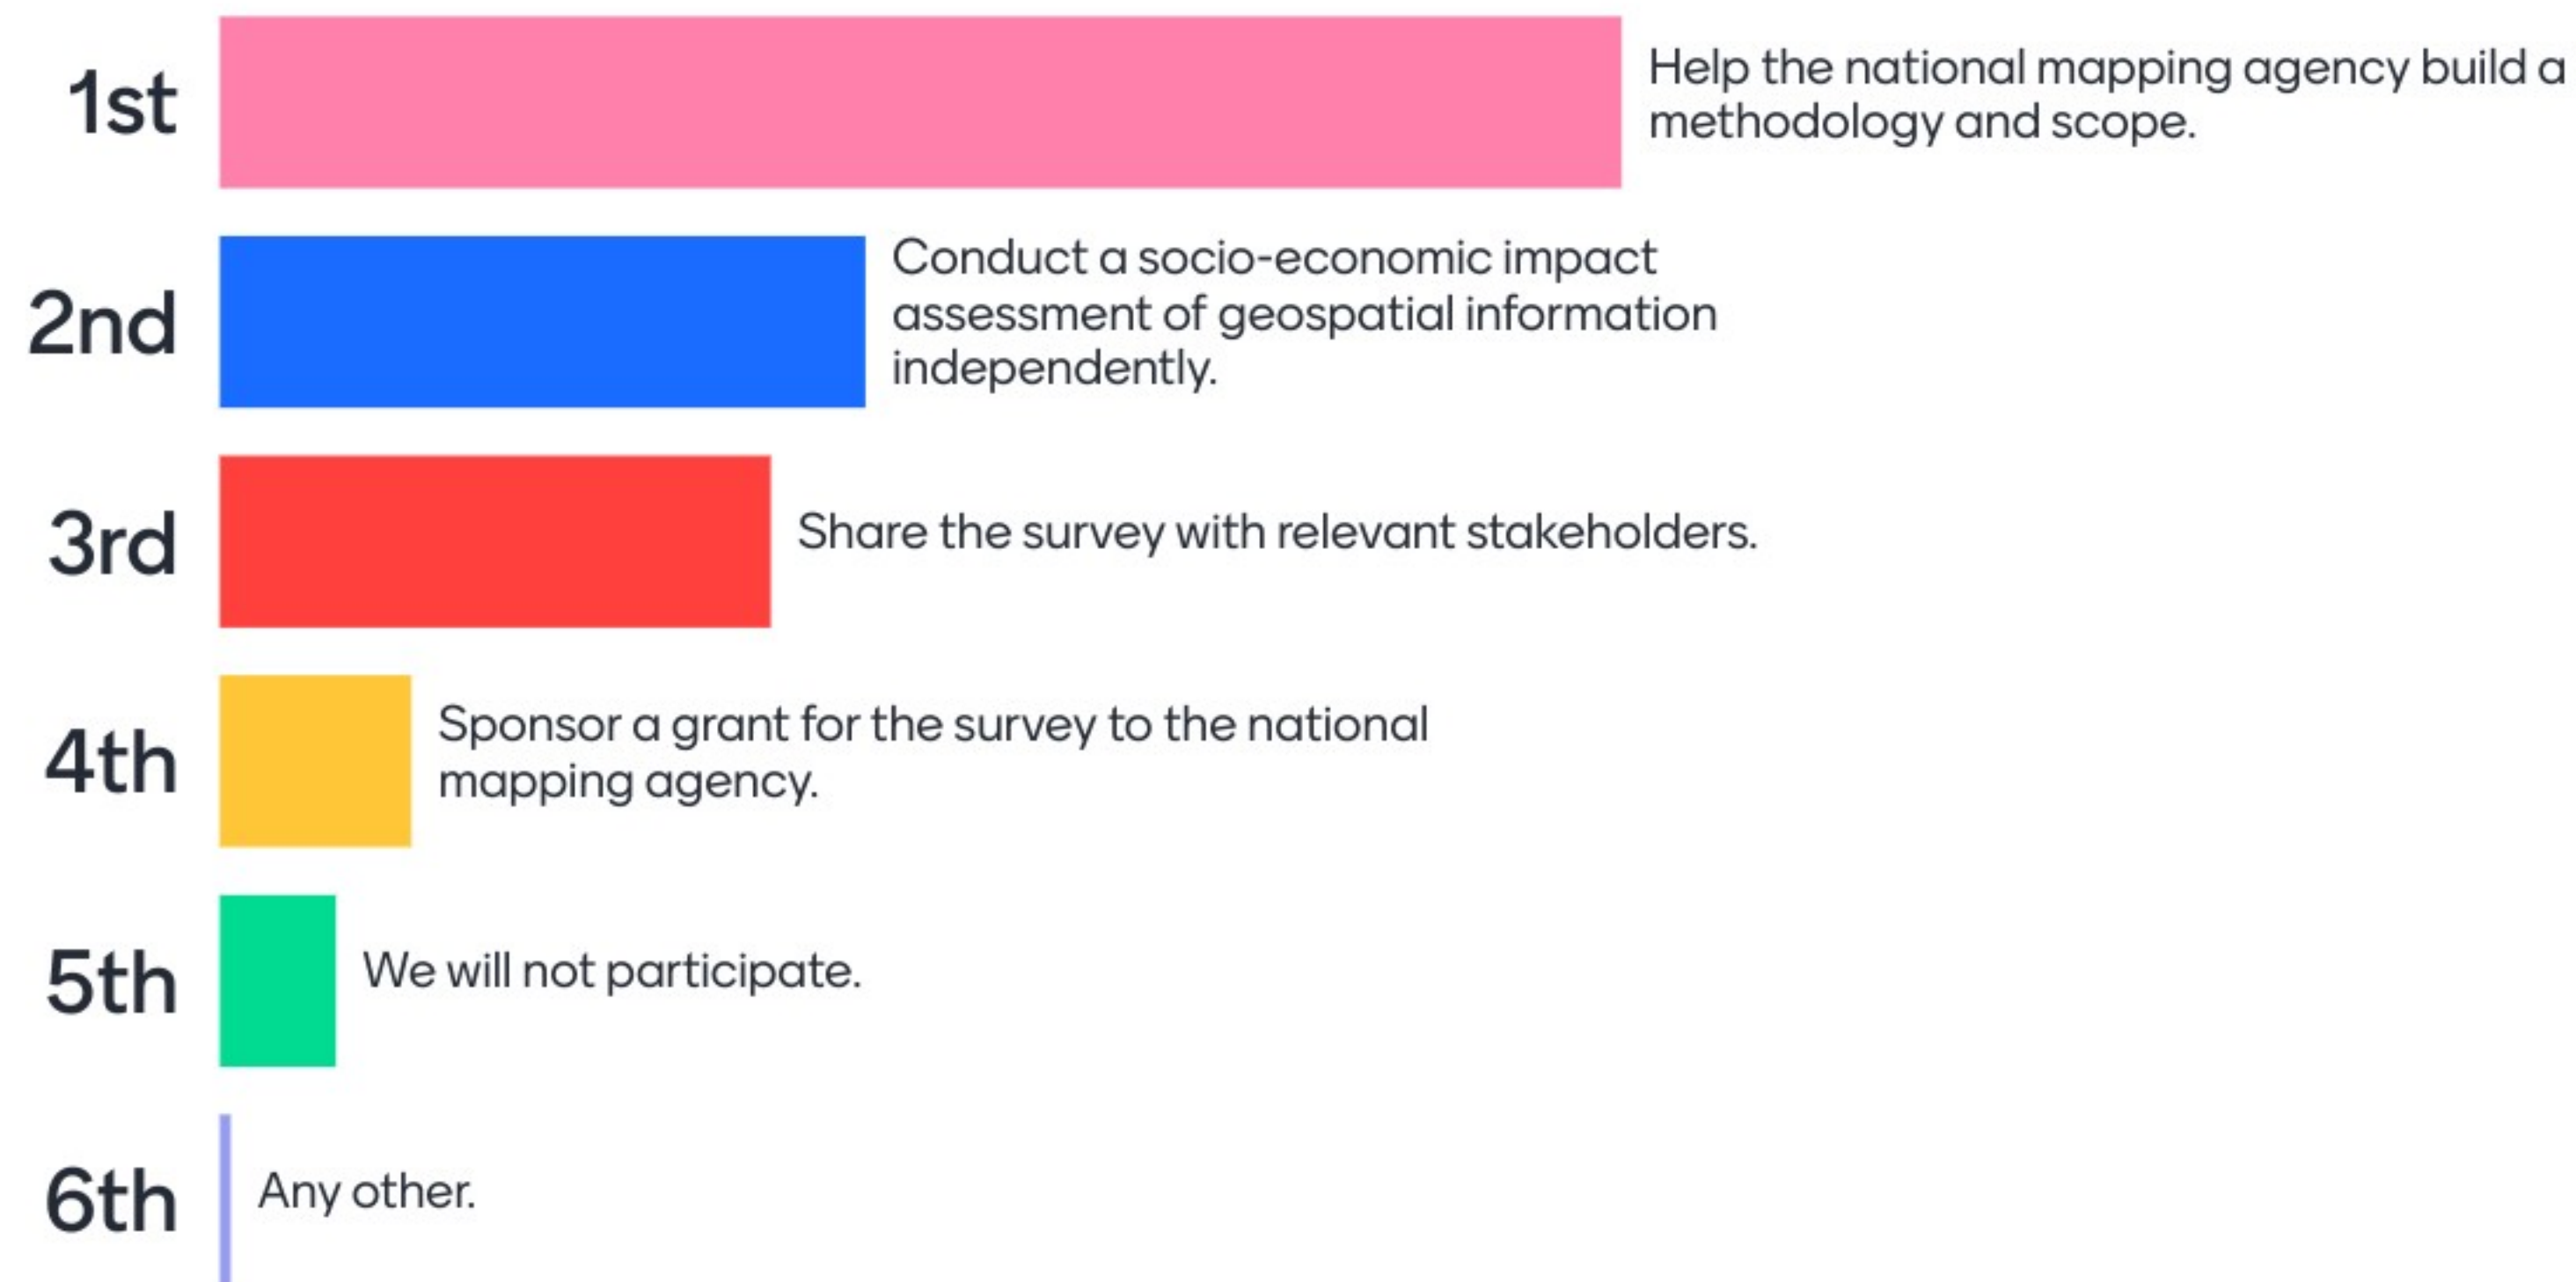 1st
Help the national mapping agency build a
methodology and scope.
2nd
Conduct a socio-economic impact
assessment of geospatial information
independently.
3rd
Share the survey with relevant stakeholders.
4th
Sponsor a grant for the survey to the national
mapping agency.
5th
We will not participate.
6th
Any other.